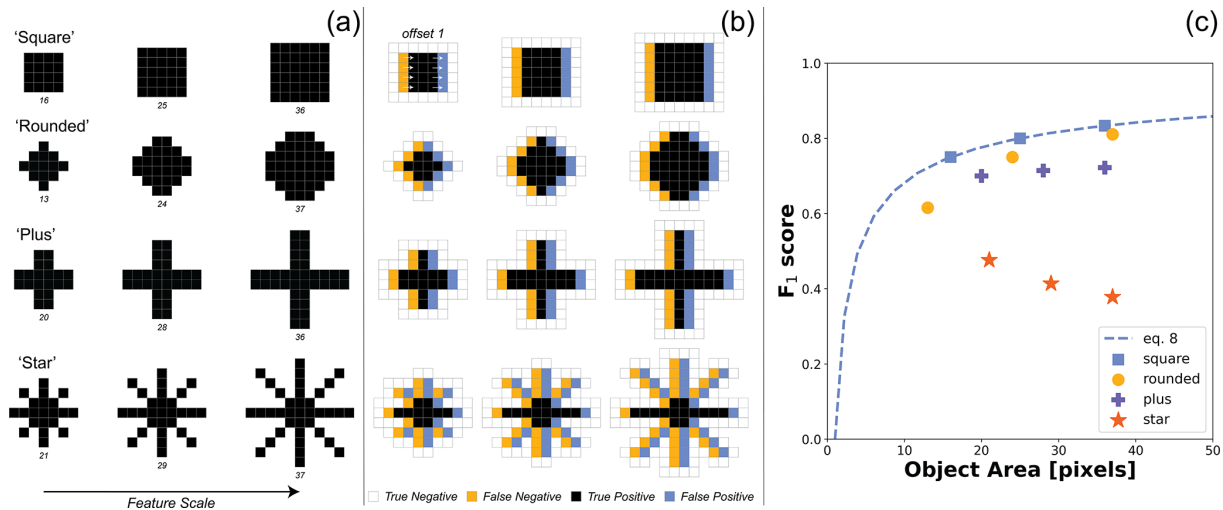 (a)
'Square'
16
25
36
'Rounded'
13
24
37
'Plus'
20
28
36
'Star'
21
29
37
Feature Scale
(b)
offset 1
True Negative False Negative True Positive False Positive
(c)
1.0
0.8
0.6
0.4
0.2
0.0
F1 score
0 10 20 30 40 50
Object Area [pixels]
eq. 8
square
rounded
plus
star